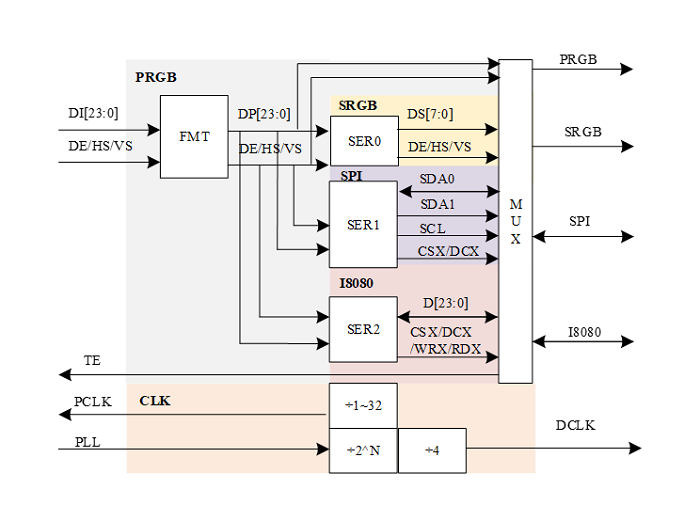 PRGB
PRGB
SRGB
DI[23:0]
DP[23:0]
DS[7:0]
FMT
SER0
SRGB
DE/HS/VS
DE/HS/VS
DE/HS/VS
SPI
SDA0
SDA1
M
U
X
SPI
SER1
SCL
CSX/DCX
I8080
D[23:0]
SER2
CSX/DCX
/WRX/RDX
I8080
TE
PCLK
CLK
÷1~32
PLL
÷2^N
÷4
DCLK